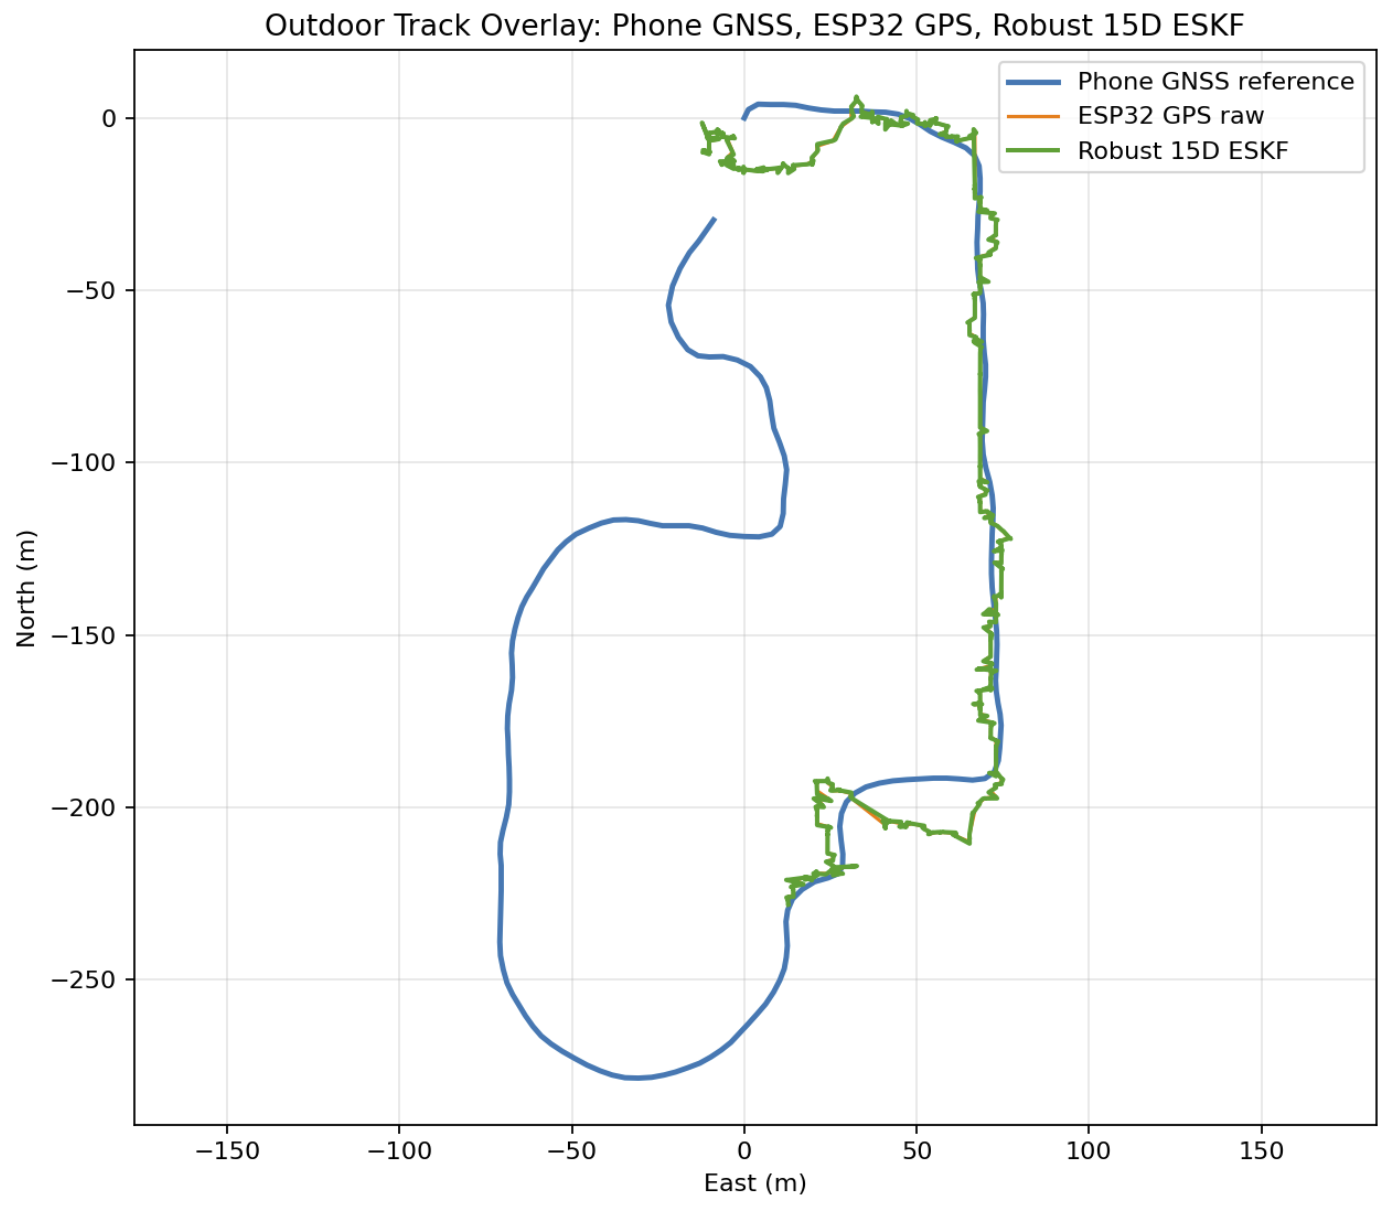 Outdoor Track Overlay: Phone GNSS, ESP32 GPS, Robust 15D ESKF
Phone GNSS reference
ESP32 GPS raw
Robust 15D ESKF
0
−50
−100
−150
−200
−250
North (m)
−150
−100
−50
0
50
100
150
East (m)